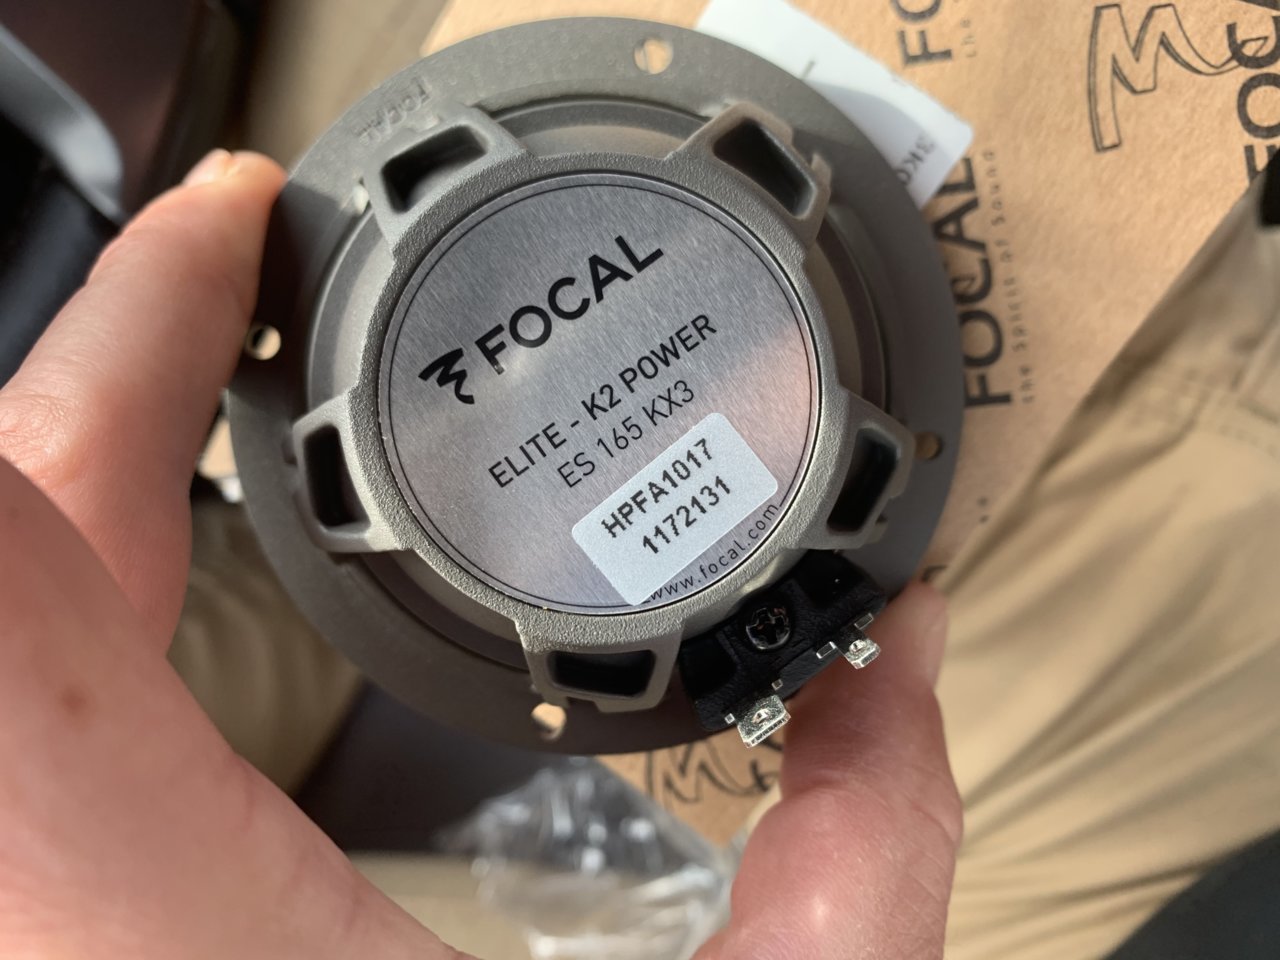 FOCAL
FOCAL
ELITE - K2 POWER
ES 165 KX3
HPFA1017
1172131
www.focal.com
FOCAL
the Spirit of Sound